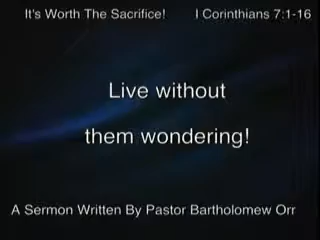 It's Worth The Sacrifice! I Corinthians 7:1-16
Live without
them wondering!
A Sermon Written By Pastor Bartholomew Orr